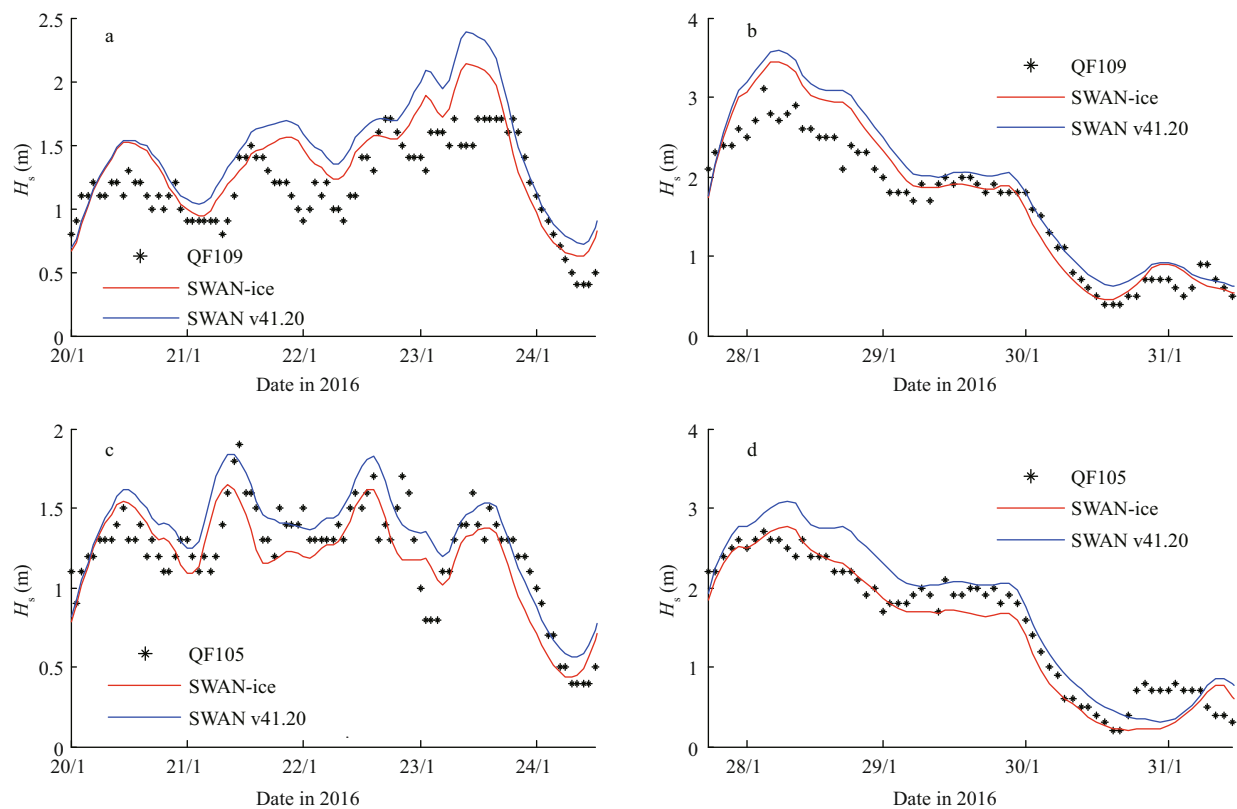 a
2.5
2
1.5
1
0.5
0
Hs (m)
QF109
SWAN-ice
SWAN v41.20
20/1 21/1 22/1 23/1 24/1
Date in 2016
b
4
3
2
1
0
Hs (m)
QF109
SWAN-ice
SWAN v41.20
28/1 29/1 30/1 31/1
Date in 2016
c
2
1.5
1
0.5
0
Hs (m)
QF105
SWAN-ice
SWAN v41.20
20/1 21/1 22/1 23/1 24/1
Date in 2016
d
4
3
2
1
0
Hs (m)
QF105
SWAN-ice
SWAN v41.20
28/1 29/1 30/1 31/1
Date in 2016